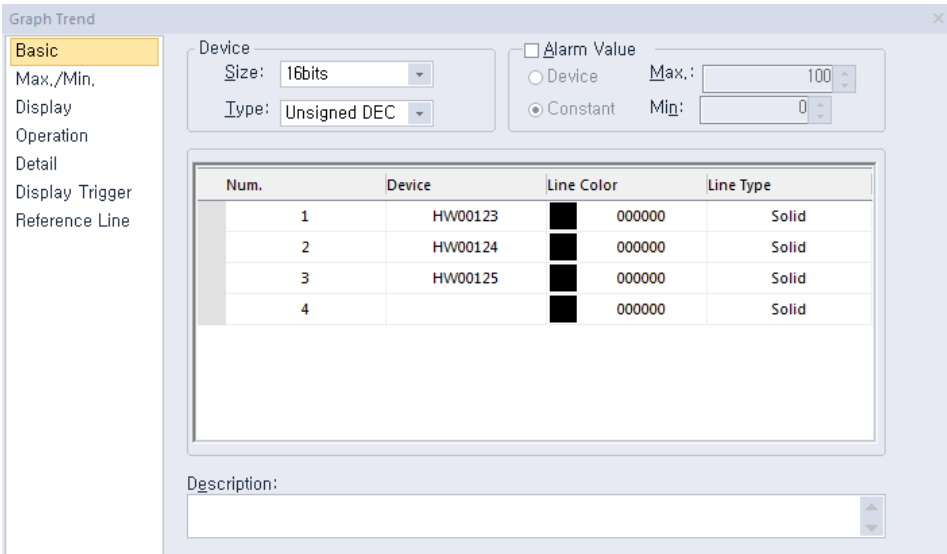 Graph Trend
Basic
Max./Min.
Display
Operation
Detail
Display Trigger
Reference Line
Device
Size: 16bits
Type: Unsigned DEC
Alarm Value
Device Max.: 100
Constant Min: 0
Num. Device Line Color Line Type
1 HW00123 000000 Solid
2 HW00124 000000 Solid
3 HW00125 000000 Solid
4 000000 Solid
Description: